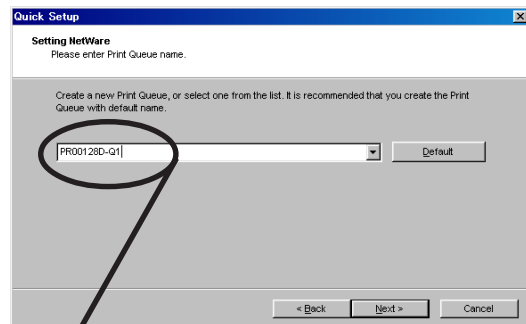 Quick Setup
Setting NetWare
Please enter Print Queue name.
Create a new Print Queue, or select one from the list. It is recommended that you create the Print
Queue with default name.
PR00128D-Q1
Default
< Back
Next >
Cancel